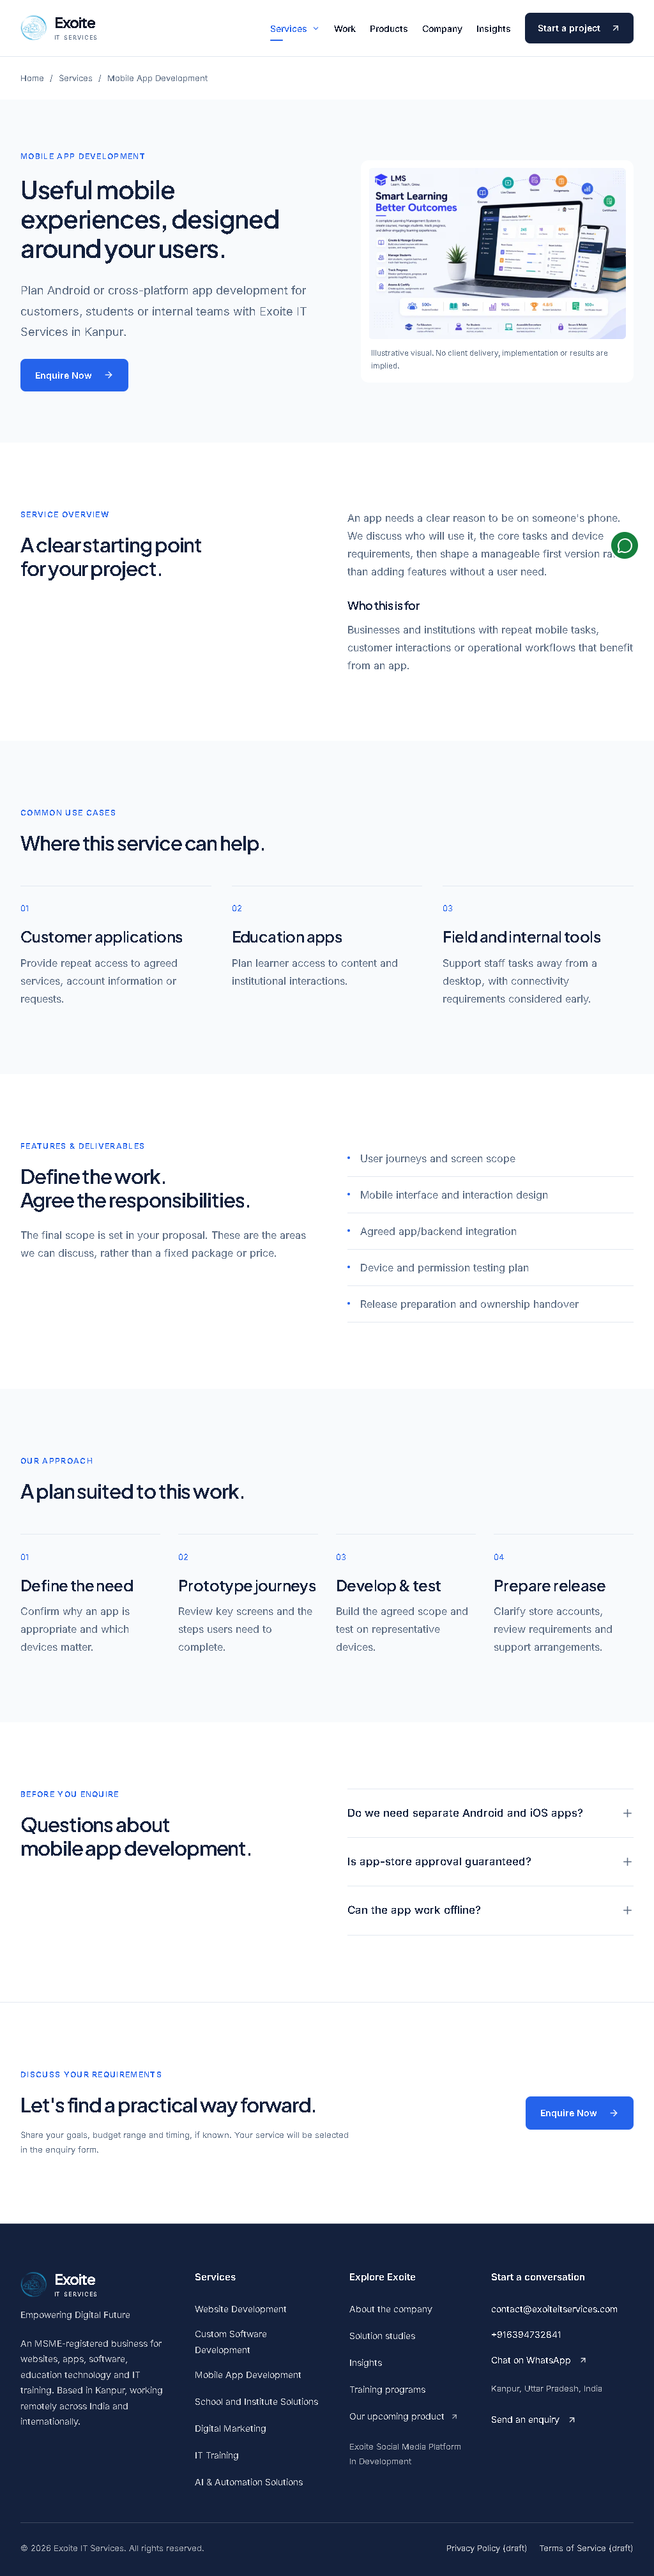 Exoite
IT SERVICES
Services
Work
Products
Company
Insights
Start a project
Home / Services / Mobile App Development
MOBILE APP DEVELOPMENT
Useful mobile
experiences, designed
around your users.
Plan Android or cross-platform app development for
customers, students or internal teams with Exoite IT
Services in Kanpur.
Enquire Now
LMS
Smart Learning
Better Outcomes
Illustrative visual. No client delivery, implementation or results are
implied.
SERVICE OVERVIEW
A clear starting point
for your project.
An app needs a clear reason to be on someone's phone.
We discuss who will use it, the core tasks and device
requirements, then shape a manageable first version
than adding features without a user need.
Who this is for
Businesses and institutions with repeat mobile tasks,
customer interactions or operational workflows that benefit
from an app.
COMMON USE CASES
Where this service can help.
01
Customer applications
Provide repeat access to agreed
services, account information or
requests.
02
Education apps
Plan learner access to content and
institutional interactions.
03
Field and internal tools
Support staff tasks away from a
desktop, with connectivity
requirements considered early.
FEATURES & DELIVERABLES
Define the work.
Agree the responsibilities.
The final scope is set in your proposal. These are the areas
we can discuss, rather than a fixed package or price.
User journeys and screen scope
Mobile interface and interaction design
Agreed app/backend integration
Device and permission testing plan
Release preparation and ownership handover
OUR APPROACH
A plan suited to this work.
01
Define the need
Confirm why an app is
appropriate and which
devices matter.
02
Prototype journeys
Review key screens and the
steps users need to
complete.
03
Develop & test
Build the agreed scope and
test on representative
devices.
04
Prepare release
Clarify store accounts,
review requirements and
support arrangements.
BEFORE YOU ENQUIRE
Questions about
mobile app development.
Do we need separate Android and iOS apps?
Is app-store approval guaranteed?
Can the app work offline?
DISCUSS YOUR REQUIREMENTS
Let's find a practical way forward.
Share your goals, budget range and timing, if known. Your service will be selected
in the enquiry form.
Enquire Now
Exoite
IT SERVICES
Empowering Digital Future
An MSME-registered business for
websites, apps, software,
education technology and IT
training. Based in Kanpur, working
remotely across India and
internationally.
Services
Website Development
Custom Software
Development
Mobile App Development
School and Institute Solutions
Digital Marketing
IT Training
AI & Automation Solutions
Explore Exoite
About the company
Solution studies
Insights
Training programs
Our upcoming product
Exoite Social Media Platform
In Development
Start a conversation
contact@exoiteitservices.com
+916394732841
Chat on WhatsApp
Kanpur, Uttar Pradesh, India
Send an enquiry
© 2026 Exoite IT Services. All rights reserved.
Privacy Policy (draft)
Terms of Service (draft)